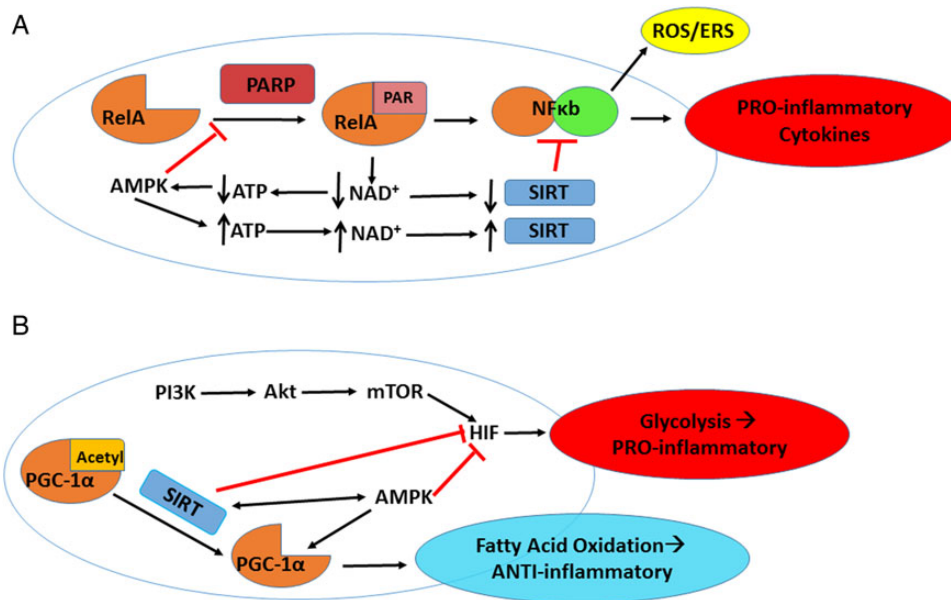 A
ROS/ERS
PARP
RelA
PAR
RelA
NFκb
PRO-inflammatory
Cytokines
AMPK
ATP
NAD+
SIRT
ATP
NAD+
SIRT
B
PI3K
Akt
mTOR
HIF
Glycolysis →
PRO-inflammatory
Acetyl
PGC-1α
SIRT
AMPK
PGC-1α
Fatty Acid Oxidation→
ANTI-inflammatory